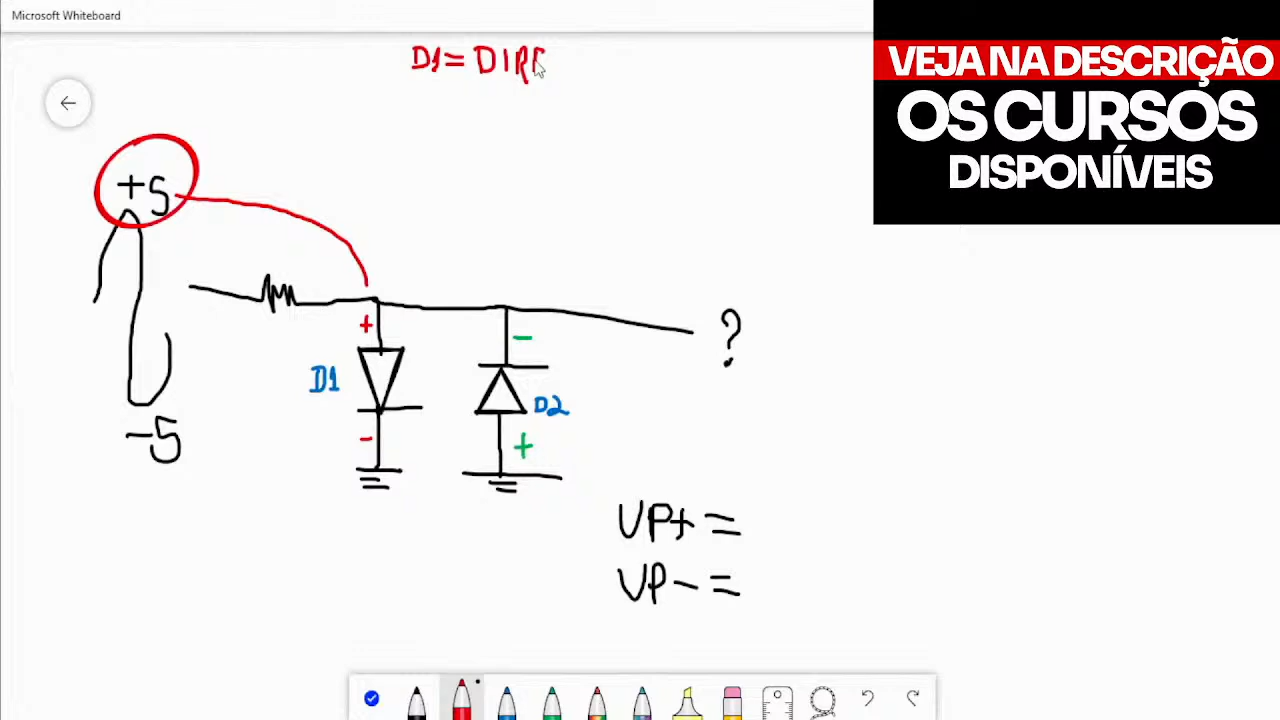 Microsoft Whiteboard
D1= DIRE
VEJA NA DESCRIÇÃO
OS CURSOS
DISPONÍVEIS
+5
?
+
-
D1
D2
-
+
-5
VP+ =
VP- =